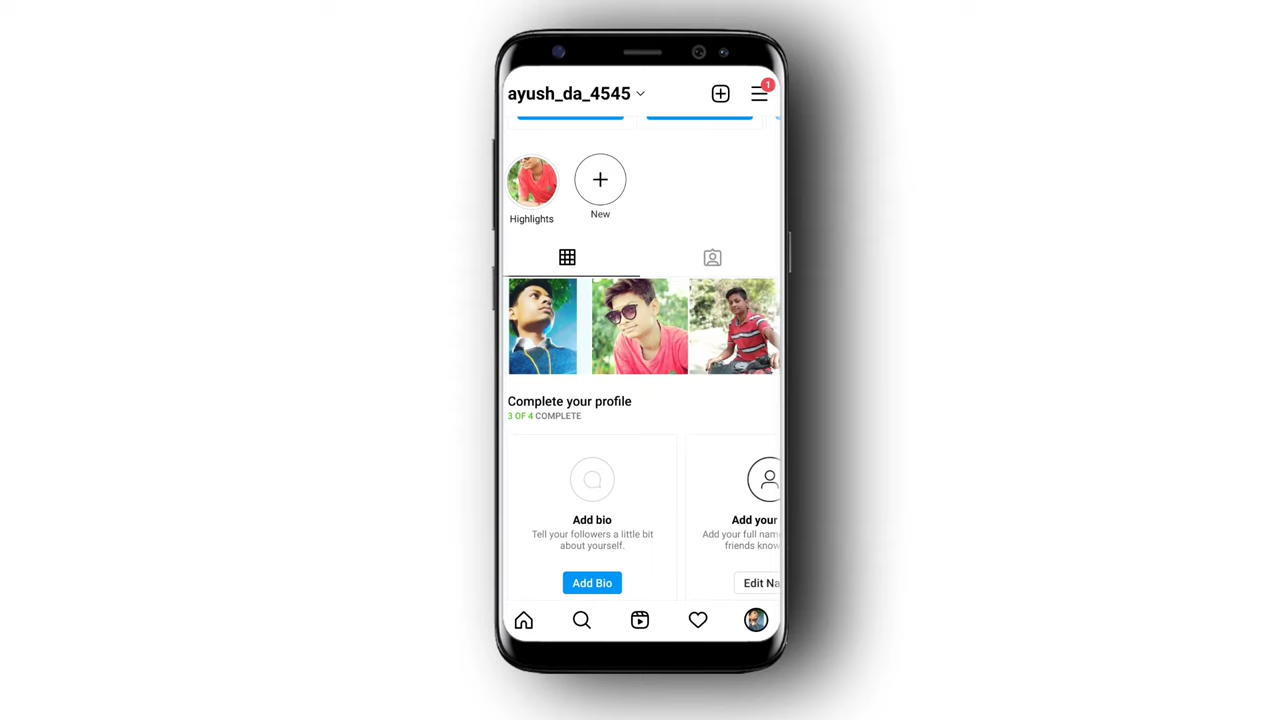 ayush_da_4545
1
Highlights
New
Complete your profile
3 OF 4 COMPLETE
Add bio
Tell your followers a little bit
about yourself.
Add Bio
Add your
Add your full nam
friends know
Edit Na